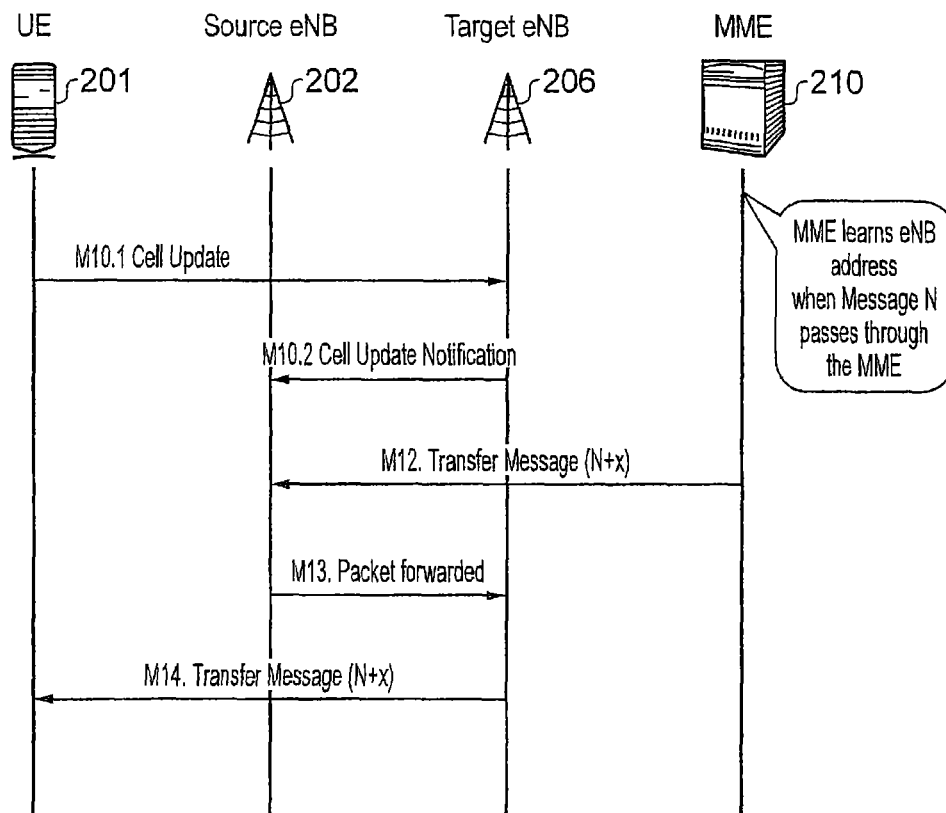 UE
Source eNB
Target eNB
MME
201
202
206
210
MME learns eNB
address
when Message N
passes through
the MME
M10.1 Cell Update
M10.2 Cell Update Notification
M12. Transfer Message (N+x)
M13. Packet forwarded
M14. Transfer Message (N+x)